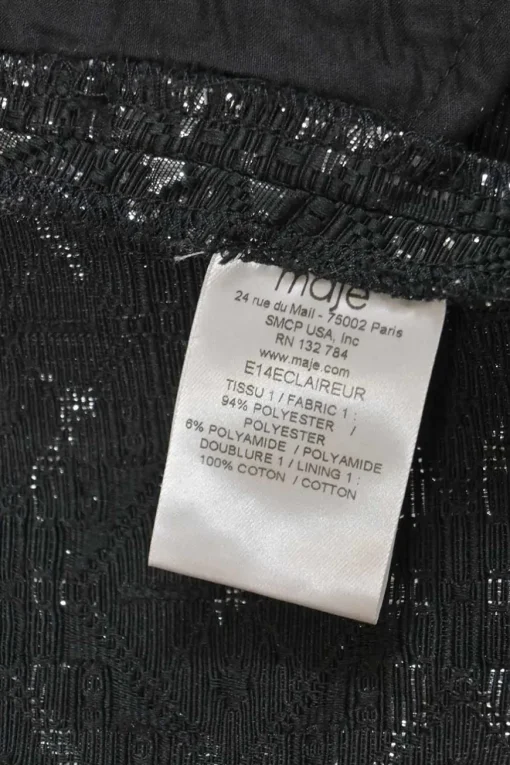 maje
24 rue du Mail - 75002 Paris
SMCP USA, Inc
RN 132 784
www.maje.com
E14ECLAIREUR
TISSU 1 / FABRIC 1 :
94% POLYESTER /
POLYESTER
6% POLYAMIDE / POLYAMIDE
DOUBLURE 1 / LINING 1 :
100% COTON / COTTON